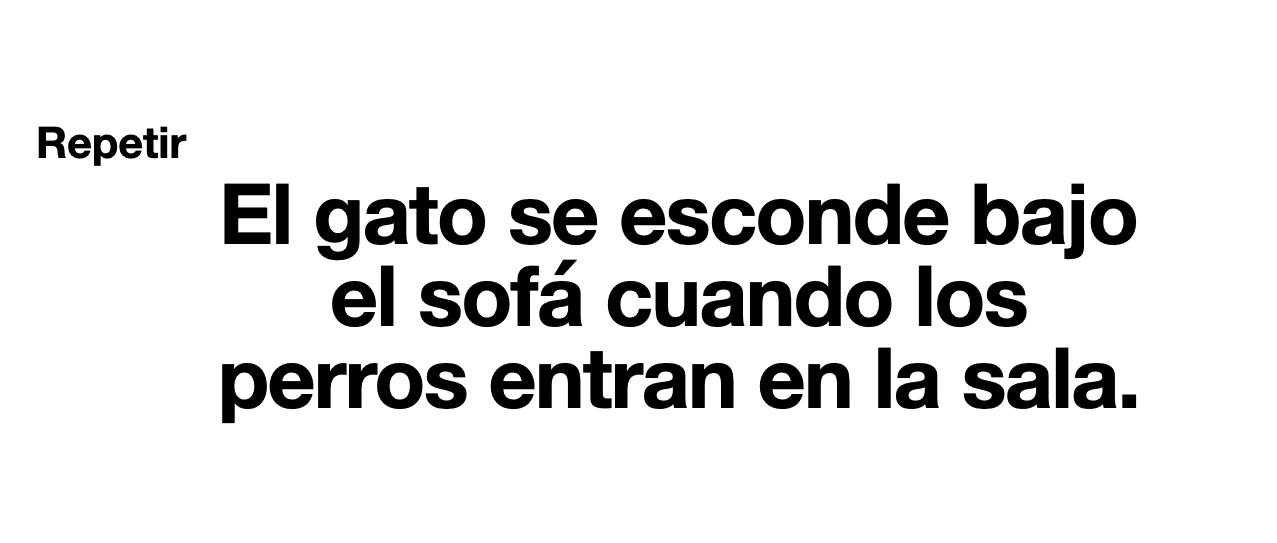 Repetir
El gato se esconde bajo
el sofá cuando los
perros entran en la sala.